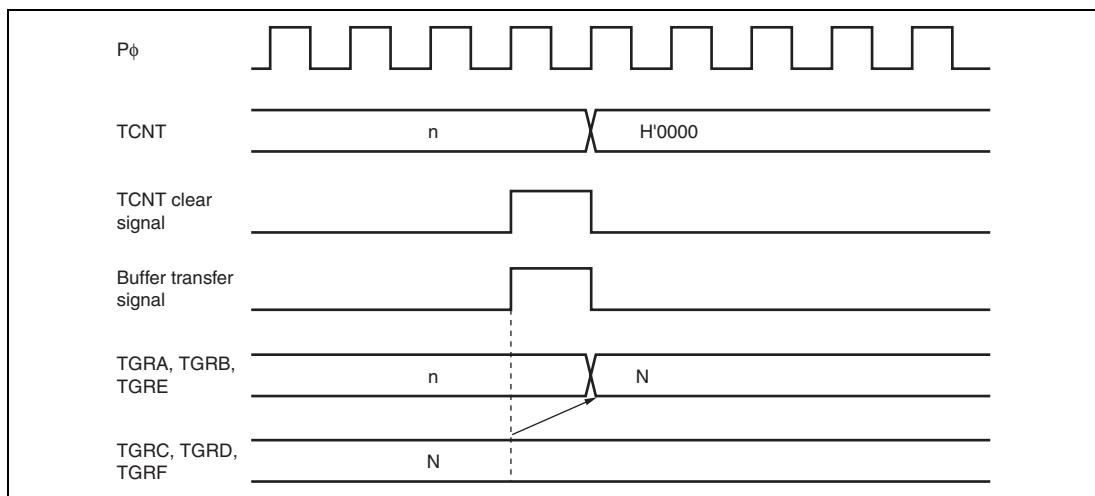 Pϕ
TCNT
n
H'0000
TCNT clear
signal
Buffer transfer
signal
TGRA, TGRB,
TGRE
n
N
TGRC, TGRD,
TGRF
N